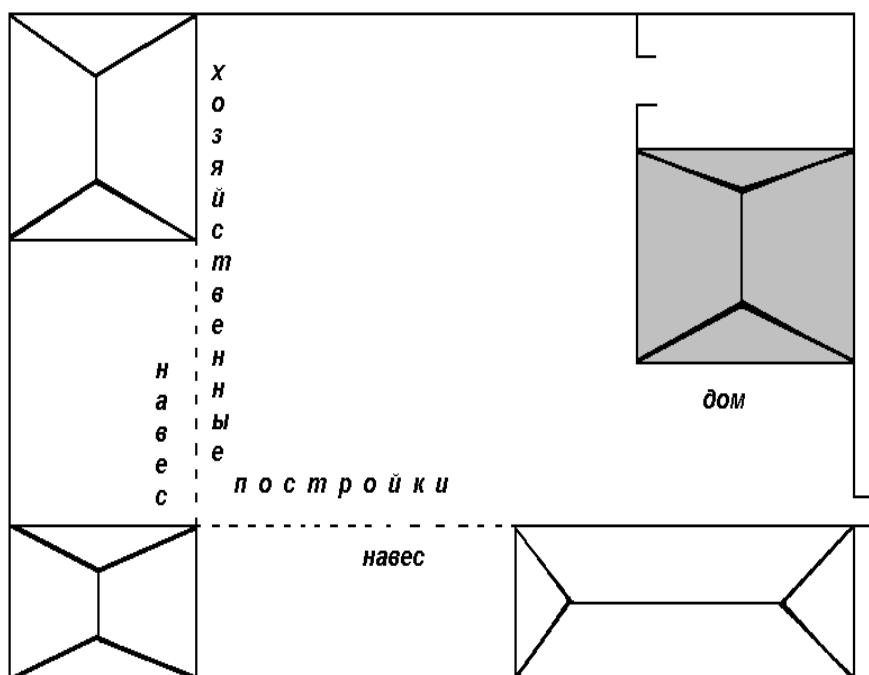 хозяйственные
постройки
навес
навес
дом